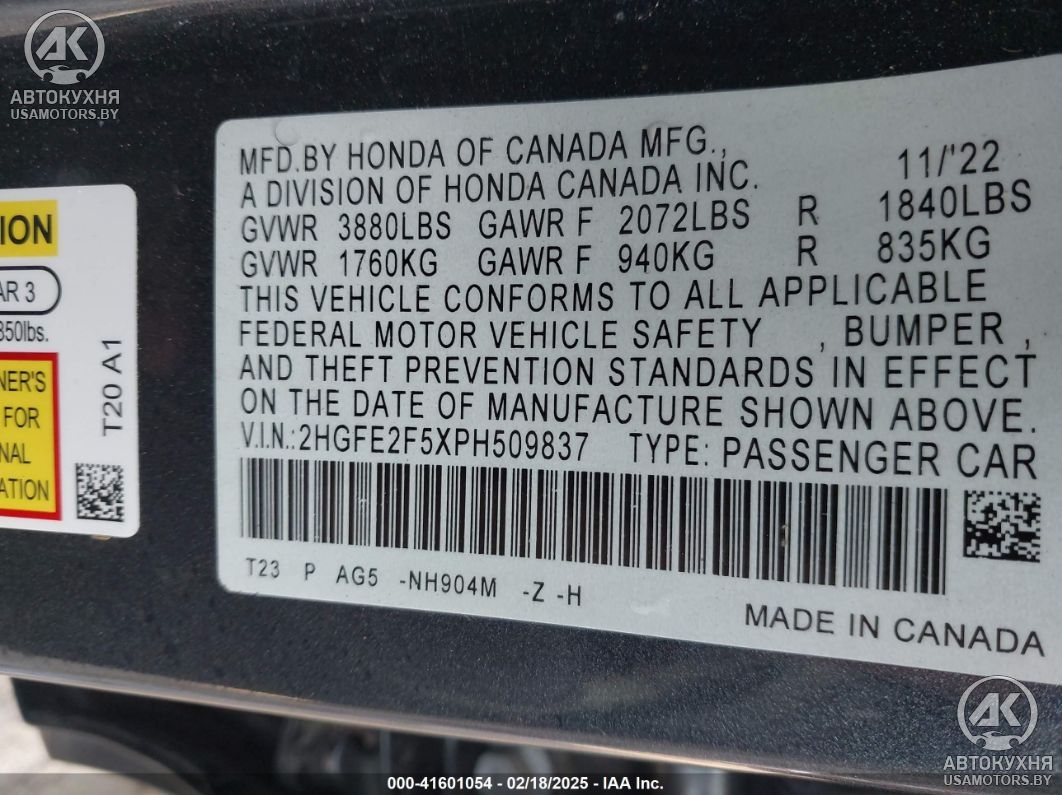 AK
АВТОКУХНЯ
USAMOTORS.BY
MFD.BY HONDA OF CANADA MFG.,
A DIVISION OF HONDA CANADA INC. 11/'22
GVWR 3880LBS GAWR F 2072LBS R 1840LBS
GVWR 1760KG GAWR F 940KG R 835KG
THIS VEHICLE CONFORMS TO ALL APPLICABLE
FEDERAL MOTOR VEHICLE SAFETY , BUMPER ,
AND THEFT PREVENTION STANDARDS IN EFFECT
ON THE DATE OF MANUFACTURE SHOWN ABOVE.
V.I.N.:2HGFE2F5XPH509837 TYPE: PASSENGER CAR
T23 P AG5 -NH904M -Z -H
MADE IN CANADA
ION
AR 3
850lbs.
NER'S
FOR
NAL
ATION
T20 A1
AK
АВТОКУХНЯ
USAMOTORS.BY
000-41601054 - 02/18/2025 - IAA Inc.